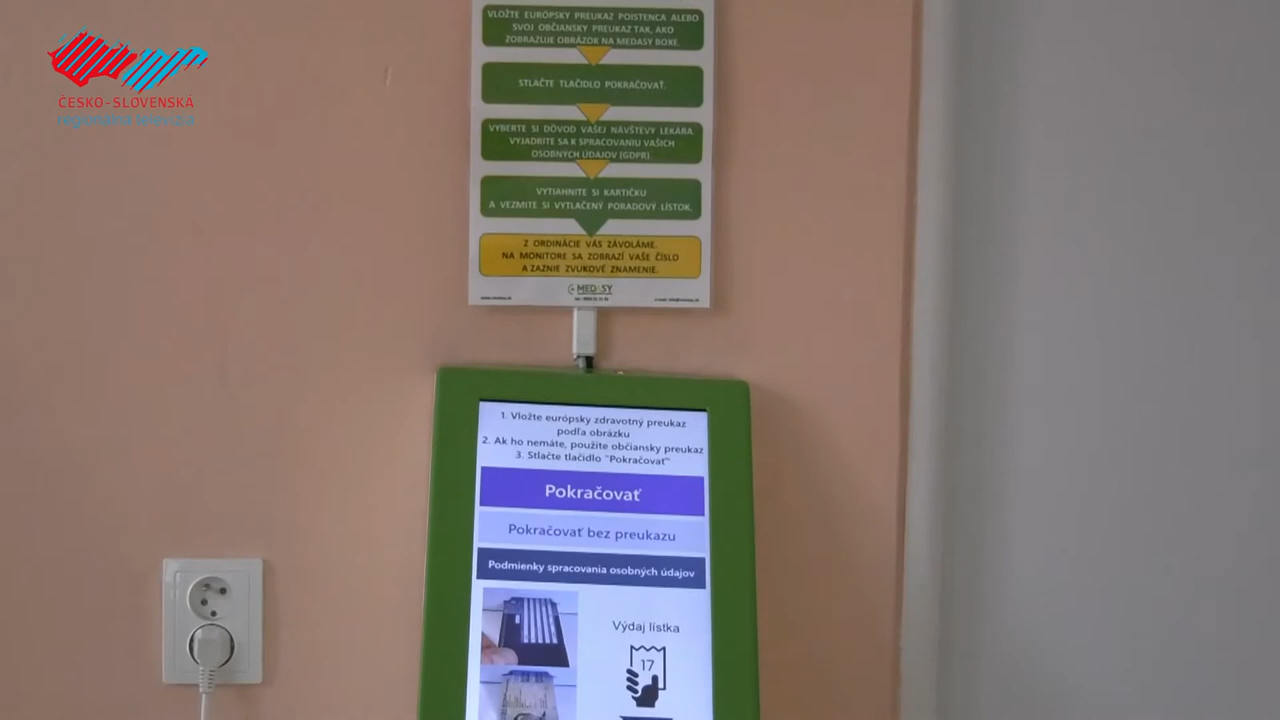 ČESKO-SLOVENSKÁ
regionálna televízia
VLOŽTE EURÓPSKY PREUKAZ POISTENCA ALEBO
SVOJ OBČIANSKY PREUKAZ TAK, AKO
ZOBRAZUJE OBRÁZOK NA MEDASY BOXE.
STLAČTE TLAČIDLO POKRAČOVAŤ.
VYBERTE SI DÔVOD VAŠEJ NÁVŠTEVY LEKÁRA.
VYJADRITE SA K SPRACOVANIU VAŠICH
OSOBNÝCH ÚDAJOV (GDPR).
VYTIAHNITE SI KARTIČKU
A VEZMITE SI VYTLAČENÝ PORADOVÝ LÍSTOK.
Z ORDINÁCIE VÁS ZAVOLÁME.
NA MONITORE SA ZOBRAZÍ VAŠE ČÍSLO
A ZAZNIE ZVUKOVÉ ZNAMENIE.
MEDASY
1. Vložte európsky zdravotný preukaz
podľa obrázku
2. Ak ho nemáte, použite občiansky preukaz
3. Stlačte tlačidlo "Pokračovať"
Pokračovať
Pokračovať bez preukazu
Podmienky spracovania osobných údajov
Výdaj lístka
17